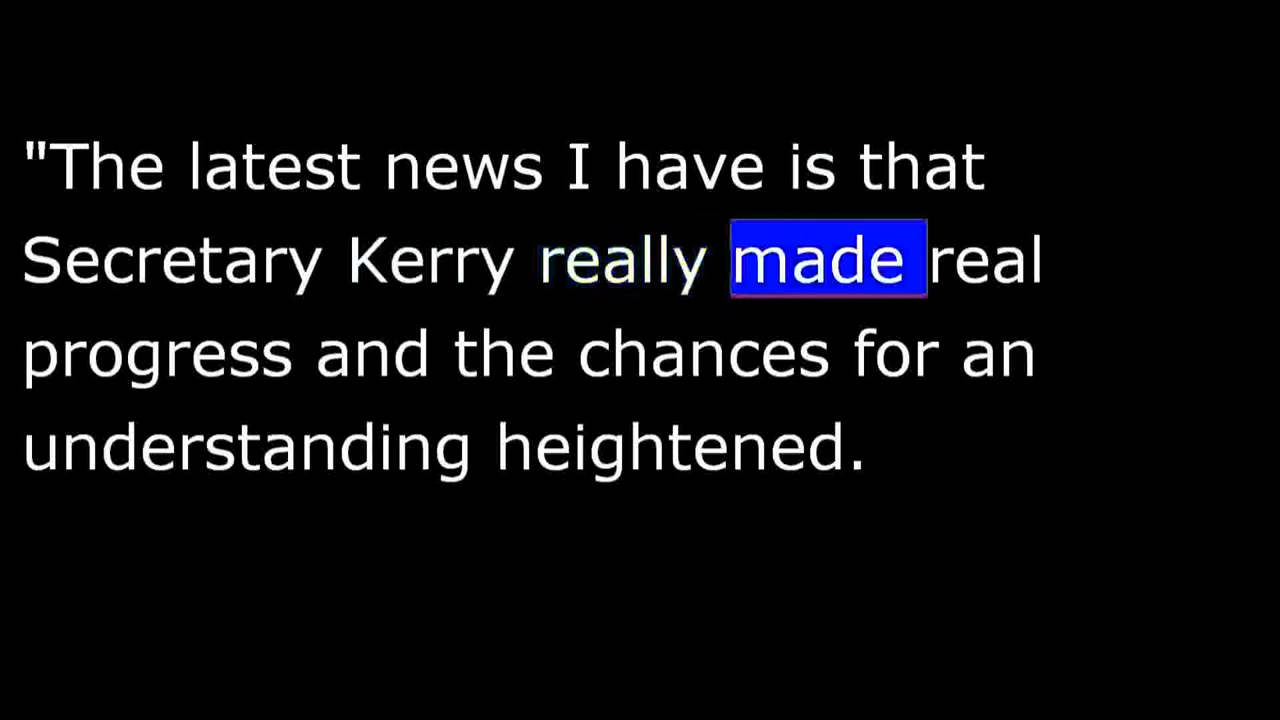 "The latest news I have is that
Secretary Kerry really made real
progress and the chances for an
understanding heightened.